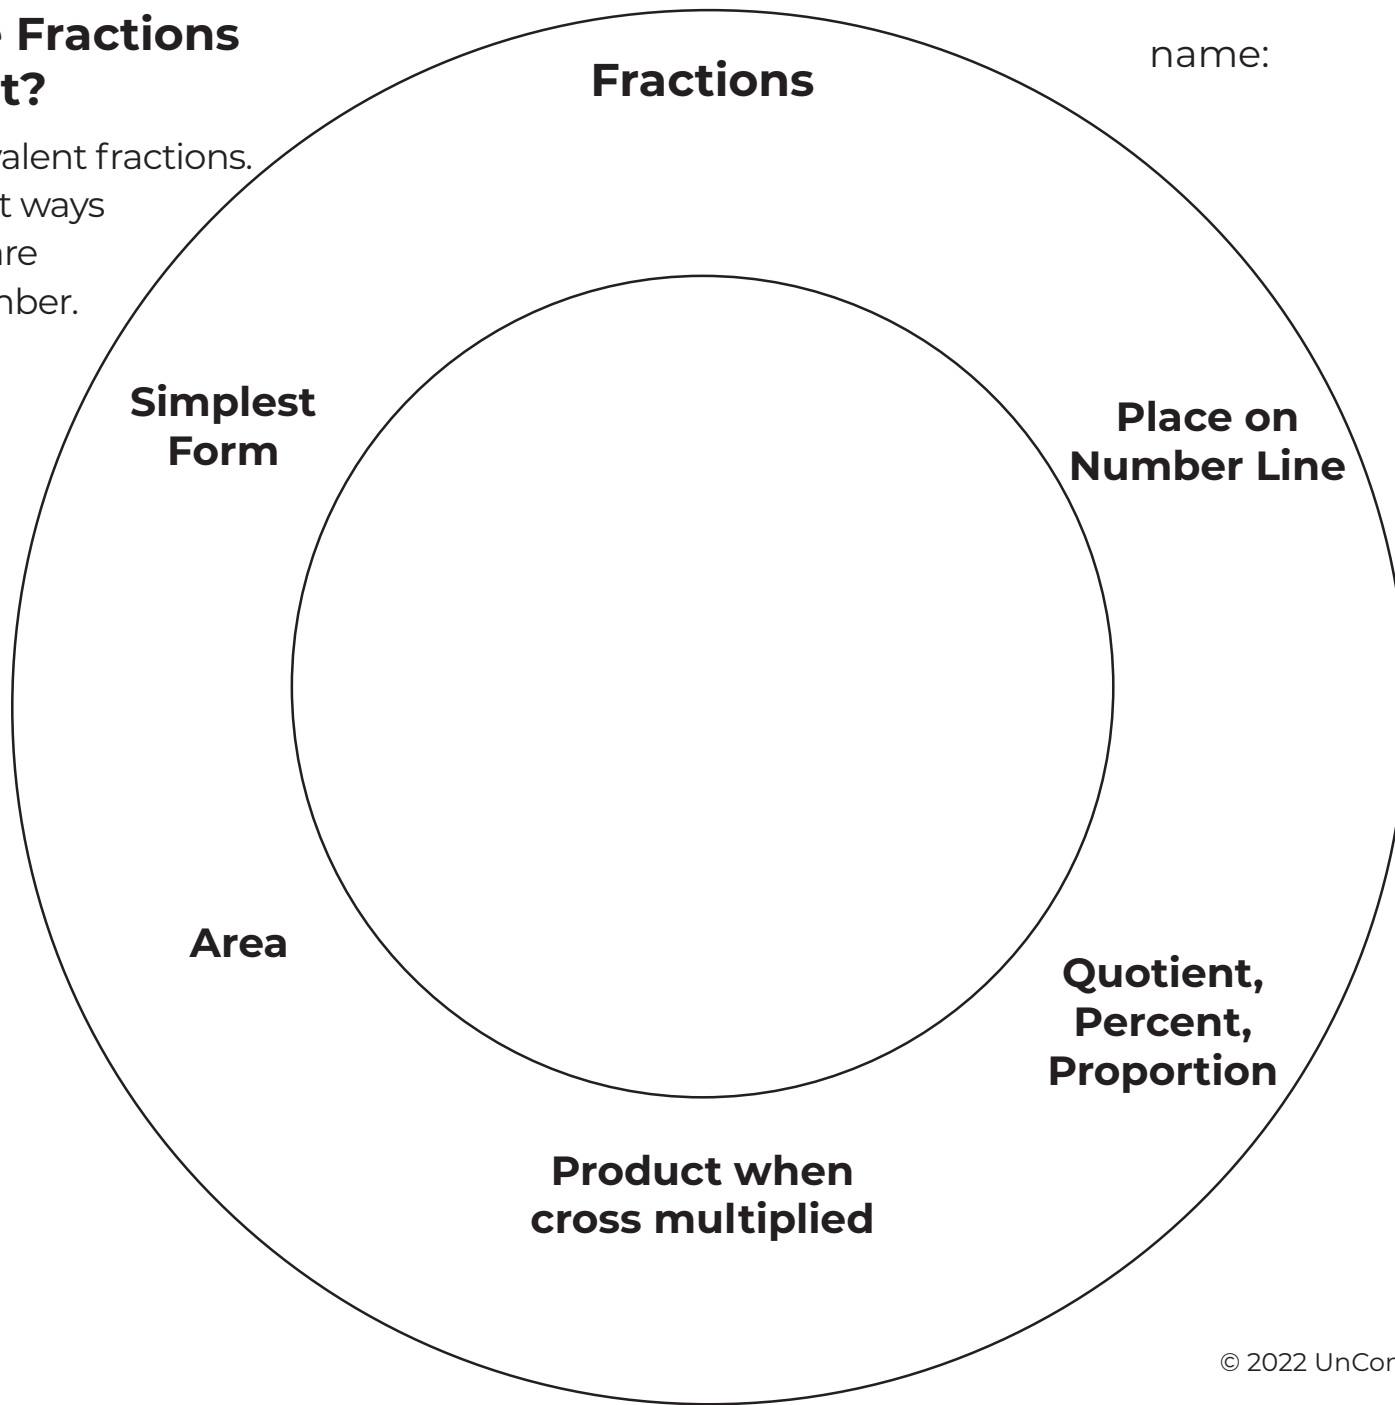 Fractions
t?
name:
Fractions
valent fractions.
t ways
are
mber.
Simplest
Form
Place on
Number Line
Area
Quotient,
Percent,
Proportion
Product when
cross multiplied
© 2022 UnCor